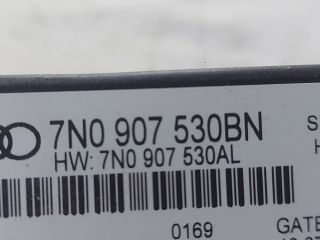 7N0 907 530BN S
HW: 7N0 907 530AL H
0169 GATE